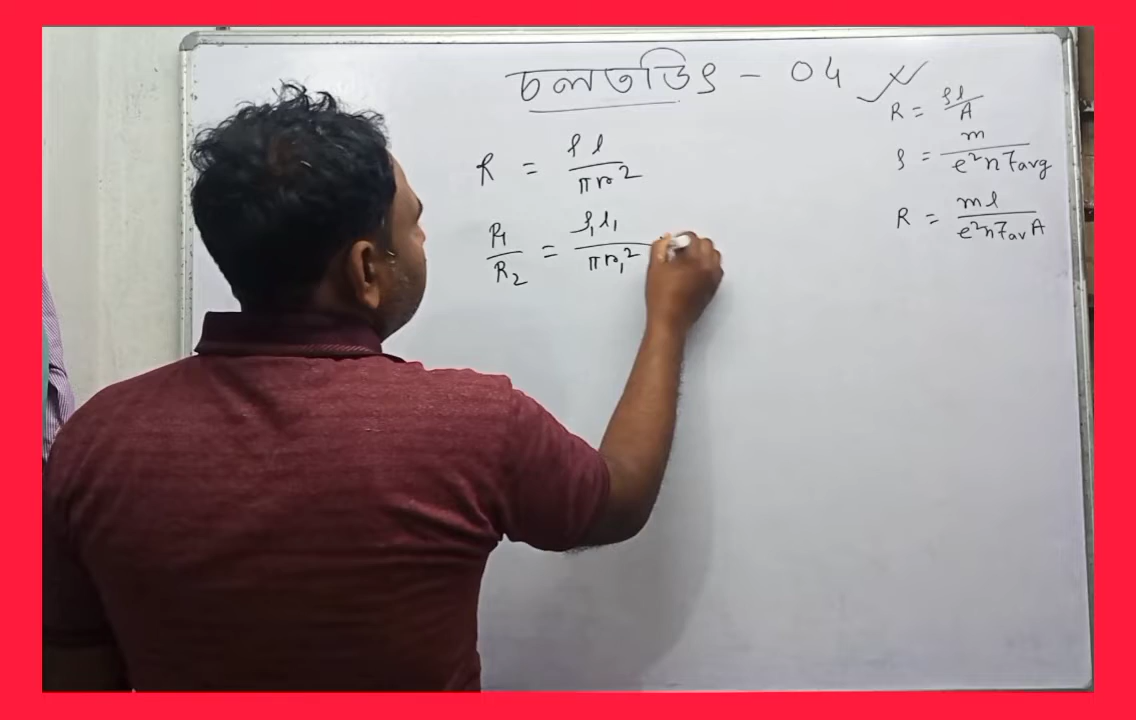 চলতড়িৎ - 04
R = ρl/A
ρ = m/e²nτavg
R = ml/e²nτavA
R = ρl/πr²
R₁/R₂ = ρ₁l₁/πr₁²